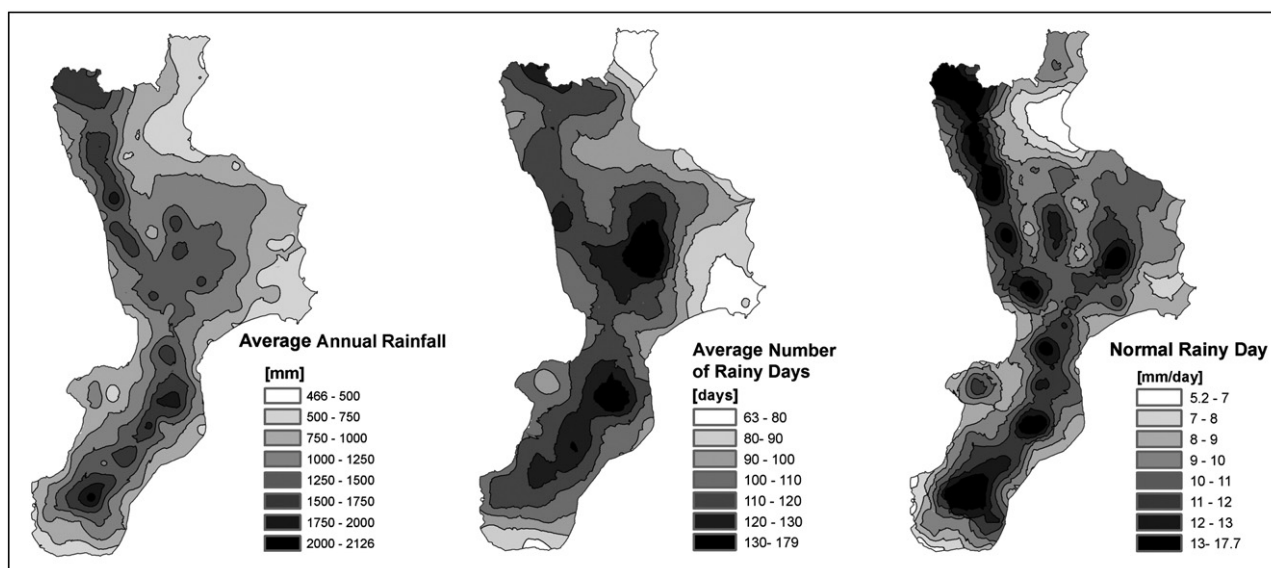 Average Annual Rainfall
[mm]
466 - 500
500 - 750
750 - 1000
1000 - 1250
1250 - 1500
1500 - 1750
1750 - 2000
2000 - 2126
Average Number
of Rainy Days
[days]
63 - 80
80- 90
90 - 100
100 - 110
110 - 120
120 - 130
130- 179
Normal Rainy Day
[mm/day]
5.2 - 7
7 - 8
8 - 9
9 - 10
10 - 11
11 - 12
12 - 13
13- 17.7